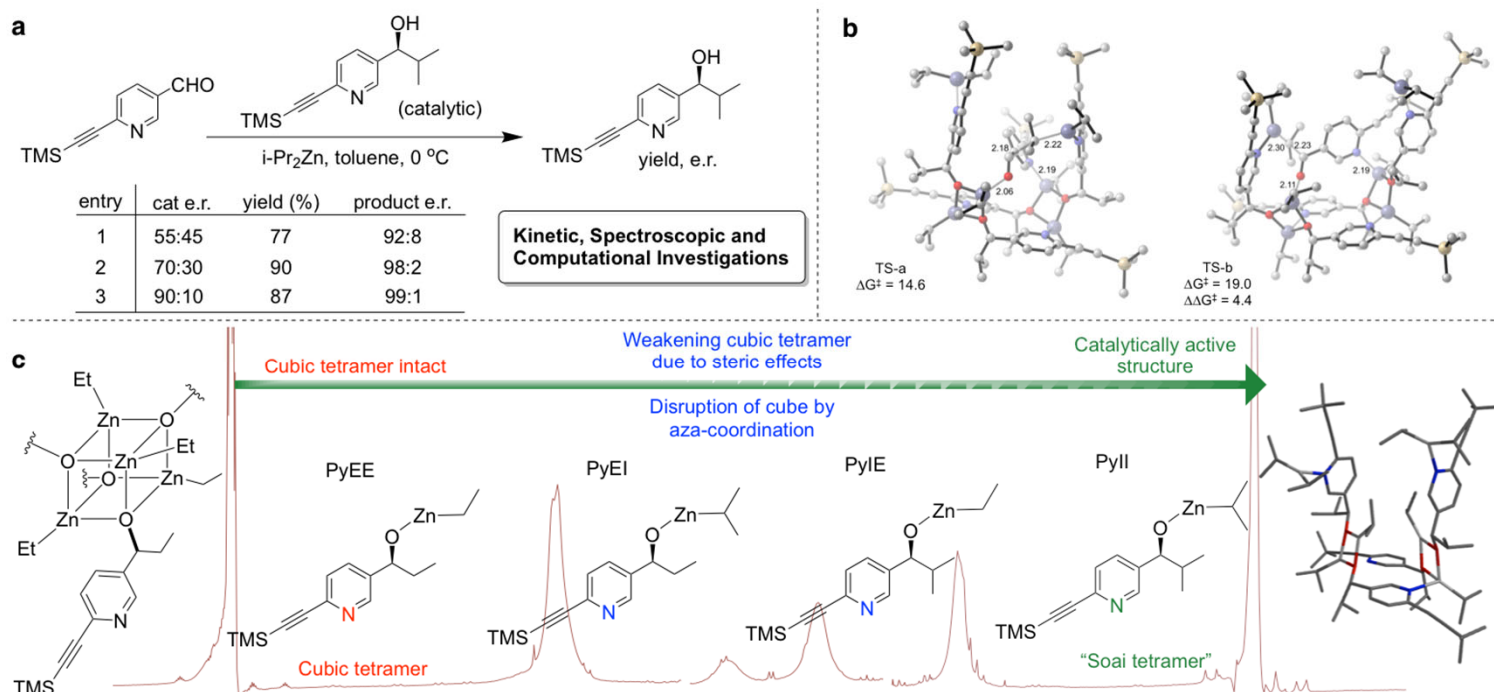 a
OH
CHO
N
TMS
OH
N
TMS
(catalytic)
i-Pr2Zn, toluene, 0 °C
OH
N
TMS
yield, e.r.
entry cat e.r. yield (%) product e.r.
1 55:45 77 92:8
2 70:30 90 98:2
3 90:10 87 99:1
Kinetic, Spectroscopic and
Computational Investigations
b
2.18
2.22
2.19
2.06
TS-a
ΔG‡ = 14.6
2.30
2.23
2.19
2.11
TS-b
ΔG‡ = 19.0
ΔΔG‡ = 4.4
c
Cubic tetramer intact
Weakening cubic tetramer
due to steric effects
Disruption of cube by
aza-coordination
Catalytically active
structure
Et
Zn
O
Et
O
Zn
O
Zn
Zn
O
Et
N
TMS
PyEE
Zn
O
N
TMS
Cubic tetramer
PyEI
Zn
O
N
TMS
PyIE
Zn
O
N
TMS
PyII
Zn
O
N
TMS
"Soai tetramer"